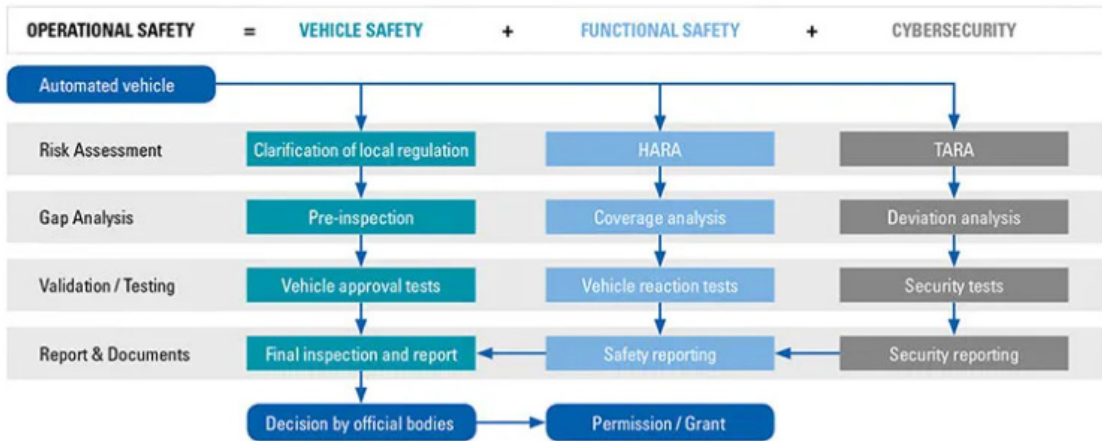 OPERATIONAL SAFETY = VEHICLE SAFETY + FUNCTIONAL SAFETY + CYBERSECURITY
Automated vehicle
Risk Assessment Clarification of local regulation HARA TARA
Gap Analysis Pre-inspection Coverage analysis Deviation analysis
Validation / Testing Vehicle approval tests Vehicle reaction tests Security tests
Report & Documents Final inspection and report Safety reporting Security reporting
Decision by official bodies Permission / Grant